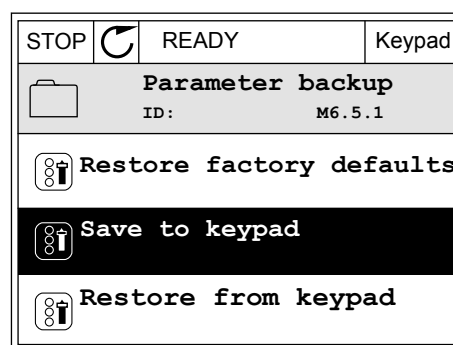 STOP READY Keypad
Parameter backup
ID: M6.5.1
Restore factory defaults
Save to keypad
Restore from keypad